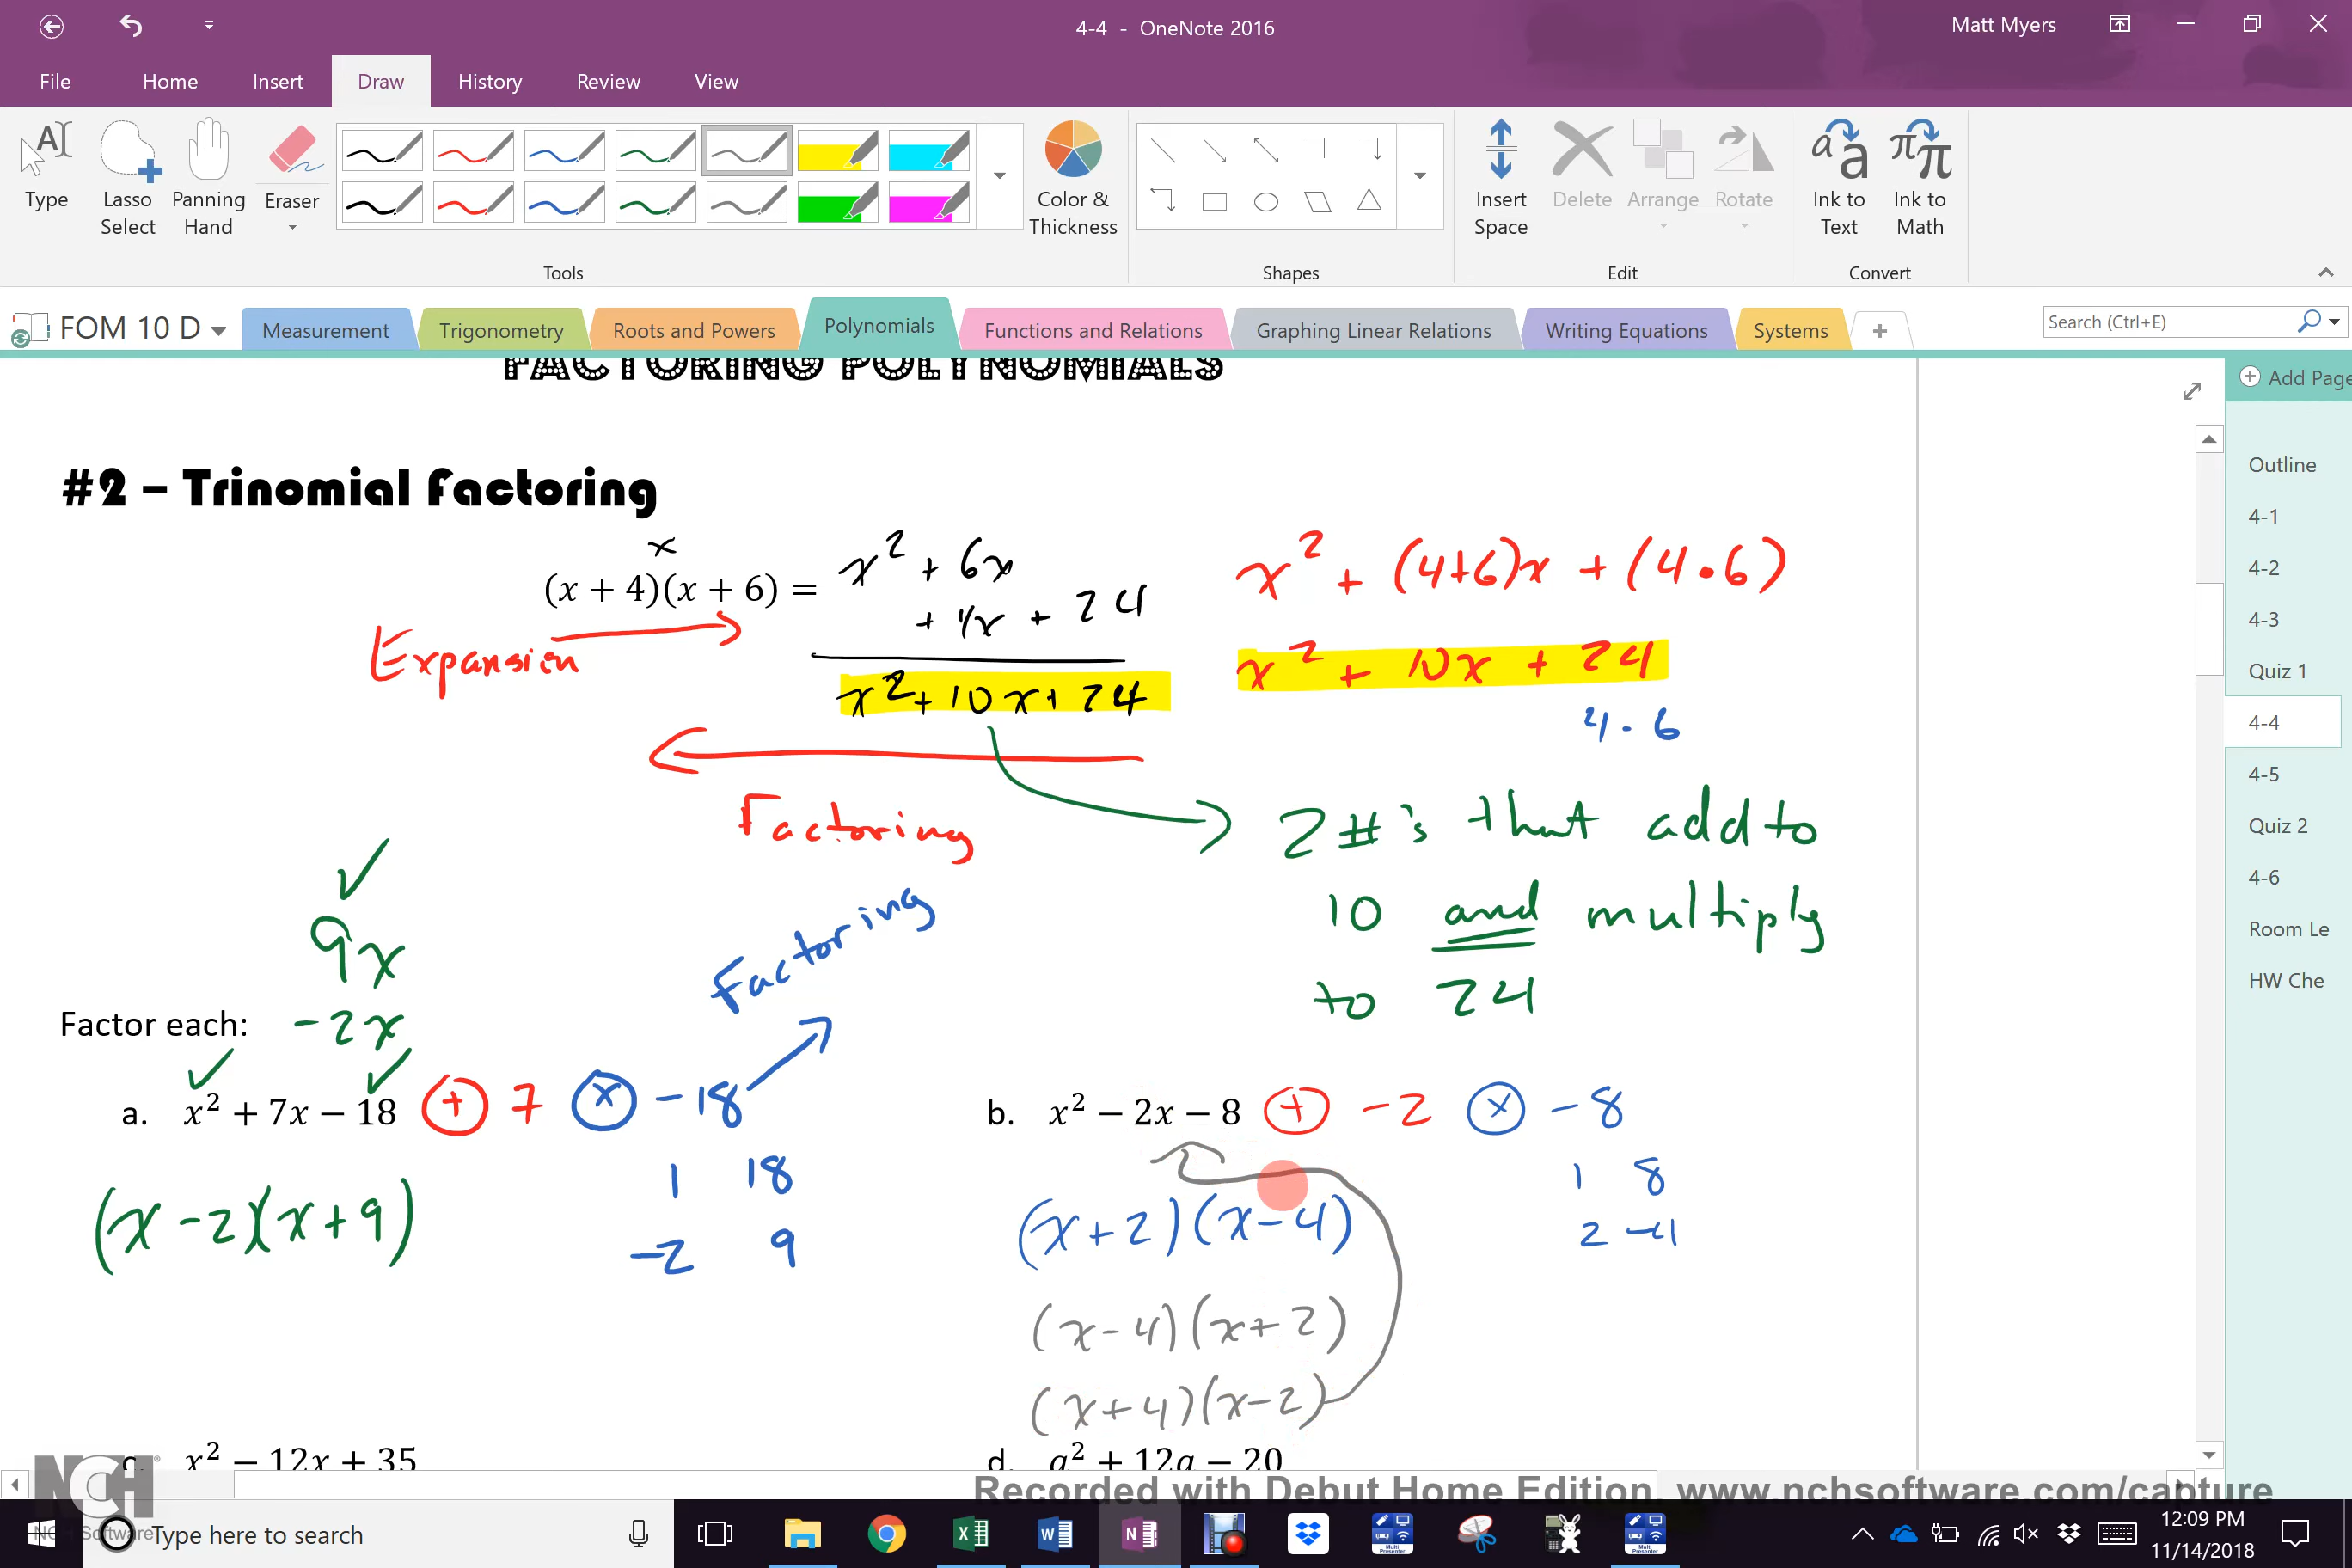 4-4 - OneNote 2016
Matt Myers
File Home Insert Draw History Review View
Type
Lasso Select
Panning Hand
Eraser
Color & Thickness
Insert Space
Delete
Arrange
Rotate
Ink to Text
Ink to Math
Tools
Shapes
Edit
Convert
FOM 10 D
Measurement
Trigonometry
Roots and Powers
Polynomials
Functions and Relations
Graphing Linear Relations
Writing Equations
Systems
+
Search (Ctrl+E)
FACTORING POLYNOMIALS
Add Page
Outline
4-1
4-2
4-3
Quiz 1
4-4
4-5
Quiz 2
4-6
Room Le
HW Che
#2 – Trinomial Factoring
x
(x + 4)(x + 6) = x² + 6x
+ 4x + 24
x² + 10x + 24
x² + (4+6)x + (4•6)
x² + 10x + 24
4 · 6
Expansion
Factoring
2 #'s that add to
10 and multiply
to 24
✓
9x
-2x
Factoring
Factor each:
✓ ✓
a. x² + 7x − 18 + 7 x -18
1 18
-2 9
(x -2)(x + 9)
b. x² − 2x − 8 + -2 x -8
1 8
2 -4
(x + 2)(x - 4)
(x - 4)(x + 2)
(x + 4)(x - 2)
c. x² − 12x + 35
d. a² + 12a − 20
NCH
NCH Software
Recorded with Debut Home Edition www.nchsoftware.com/capture
Type here to search
12:09 PM
11/14/2018